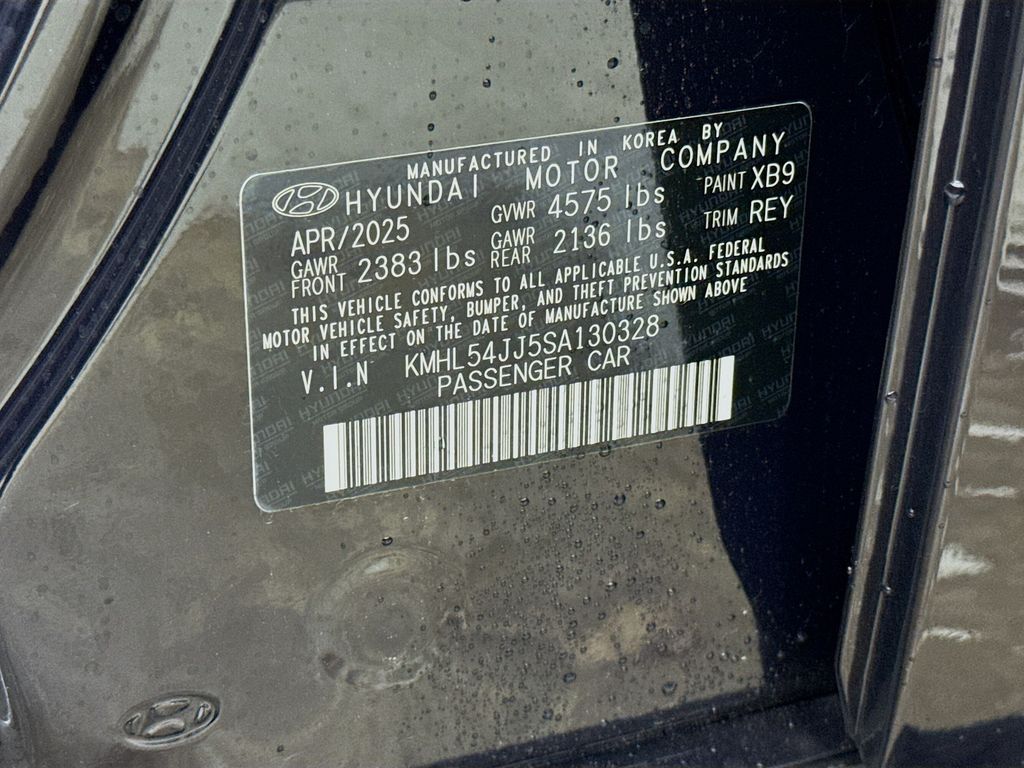 MANUFACTURED IN KOREA BY
HYUNDAI MOTOR COMPANY
APR/2025 GVWR 4575 lbs PAINT XB9
GAWR FRONT 2383 lbs GAWR REAR 2136 lbs TRIM REY
THIS VEHICLE CONFORMS TO ALL APPLICABLE U.S.A. FEDERAL
MOTOR VEHICLE SAFETY, BUMPER, AND THEFT PREVENTION STANDARDS
IN EFFECT ON THE DATE OF MANUFACTURE SHOWN ABOVE
V.I.N KMHL54JJ5SA130328
PASSENGER CAR